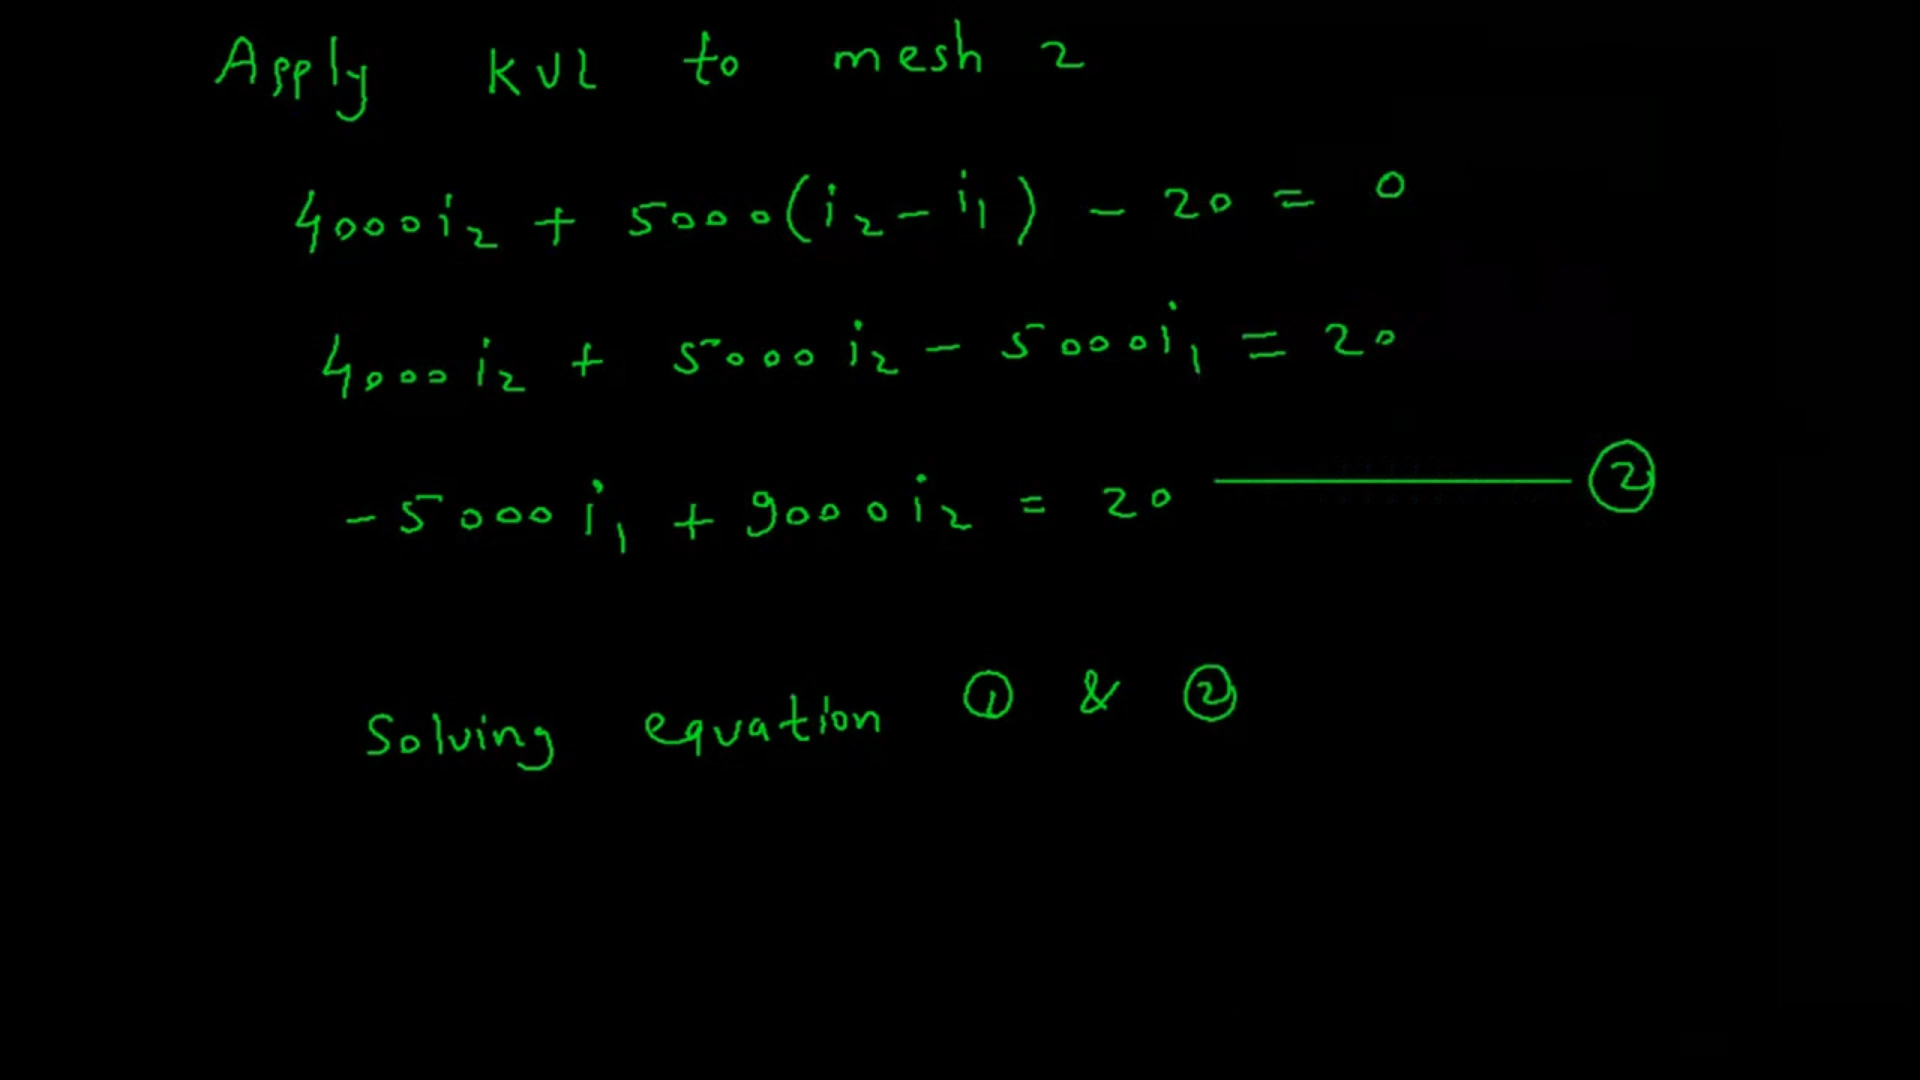 Apply KVL to mesh 2
4000i₂ + 5000(i₂ - i₁) - 20 = 0
4000i₂ + 5000i₂ - 5000i₁ = 20
-5000i₁ + 9000i₂ = 20 ——— ②
Solving equation ① & ②